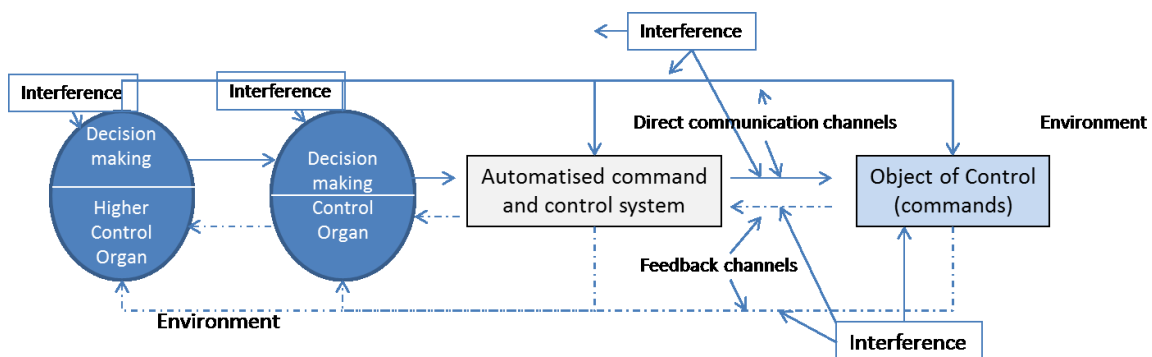 Interference
Interference
Interference
Direct communication channels
Environment
Decision
making
Higher
Control
Organ
Decision
making
Control
Organ
Automatised command
and control system
Object of Control
(commands)
Feedback channels
Environment
Interference